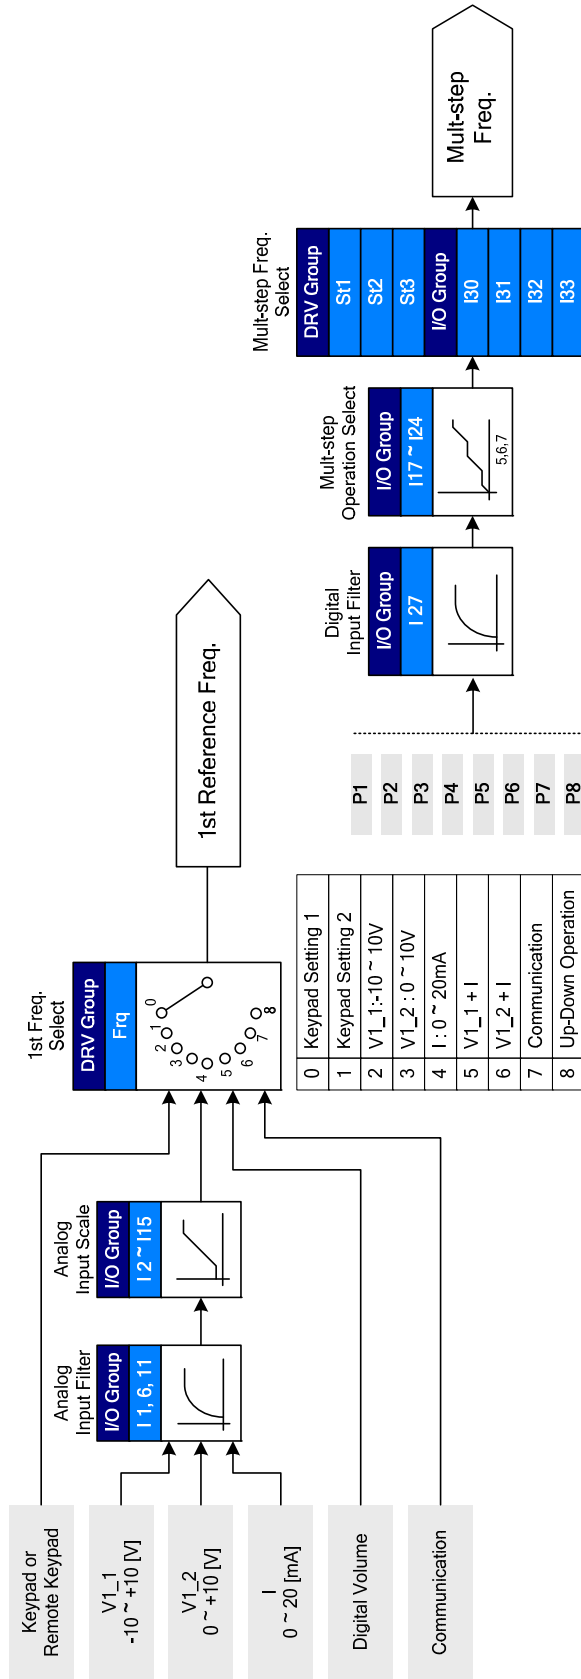 Keypad or
Remote Keypad
V1_1
-10 ~ +10 [V]
V1_2
0 ~ +10 [V]
I
0 ~ 20 [mA]
Digital Volume
Communication
Analog
Input Filter
I/O Group
I 1, 6, 11
Analog
Input Scale
I/O Group
I 2 ~ I15
1st Freq.
Select
DRV Group
Frq
0
1
2
3
4
5
6
7
8
1st Reference Freq.
0 Keypad Setting 1
1 Keypad Setting 2
2 V1_1:-10 ~ 10V
3 V1_2 : 0 ~ 10V
4 I : 0 ~ 20mA
5 V1_1 + I
6 V1_2 + I
7 Communication
8 Up-Down Operation
P1
P2
P3
P4
P5
P6
P7
P8
Digital
Input Filter
I/O Group
I 27
Mult-step
Operation Select
I/O Group
I17 ~ I24
5,6,7
Mult-step Freq.
Select
DRV Group
St1
St2
St3
I/O Group
I30
I31
I32
I33
Mult-step
Freq.